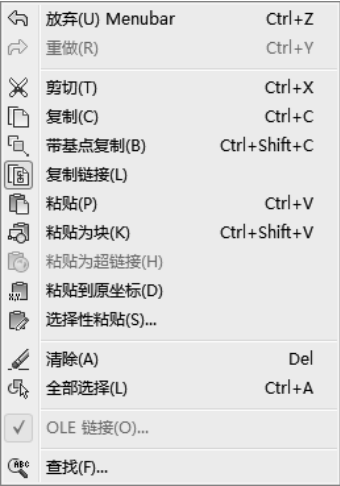 放弃(U) Menubar Ctrl+Z
重做(R) Ctrl+Y
剪切(T) Ctrl+X
复制(C) Ctrl+C
带基点复制(B) Ctrl+Shift+C
复制链接(L)
粘贴(P) Ctrl+V
粘贴为块(K) Ctrl+Shift+V
粘贴为超链接(H)
粘贴到原坐标(D)
选择性粘贴(S)...
清除(A) Del
全部选择(L) Ctrl+A
OLE 链接(O)...
查找(F)...